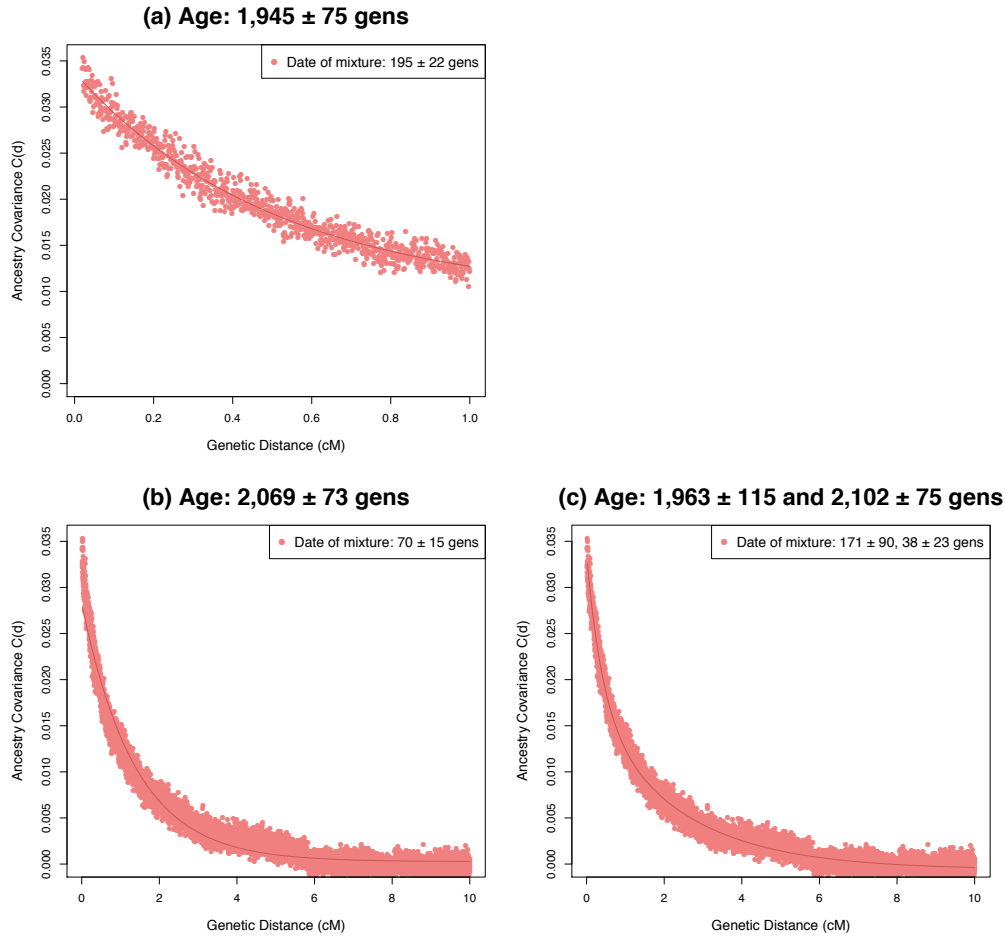 (a) Age: 1,945 ± 75 gens
Date of mixture: 195 ± 22 gens
Ancestry Covariance C(d)
0.035
0.030
0.025
0.020
0.015
0.010
0.005
0.000
0.0 0.2 0.4 0.6 0.8 1.0
Genetic Distance (cM)
(b) Age: 2,069 ± 73 gens
Date of mixture: 70 ± 15 gens
Ancestry Covariance C(d)
0.035
0.030
0.025
0.020
0.015
0.010
0.005
0.000
0 2 4 6 8 10
Genetic Distance (cM)
(c) Age: 1,963 ± 115 and 2,102 ± 75 gens
Date of mixture: 171 ± 90, 38 ± 23 gens
Ancestry Covariance C(d)
0.035
0.030
0.025
0.020
0.015
0.010
0.005
0.000
0 2 4 6 8 10
Genetic Distance (cM)